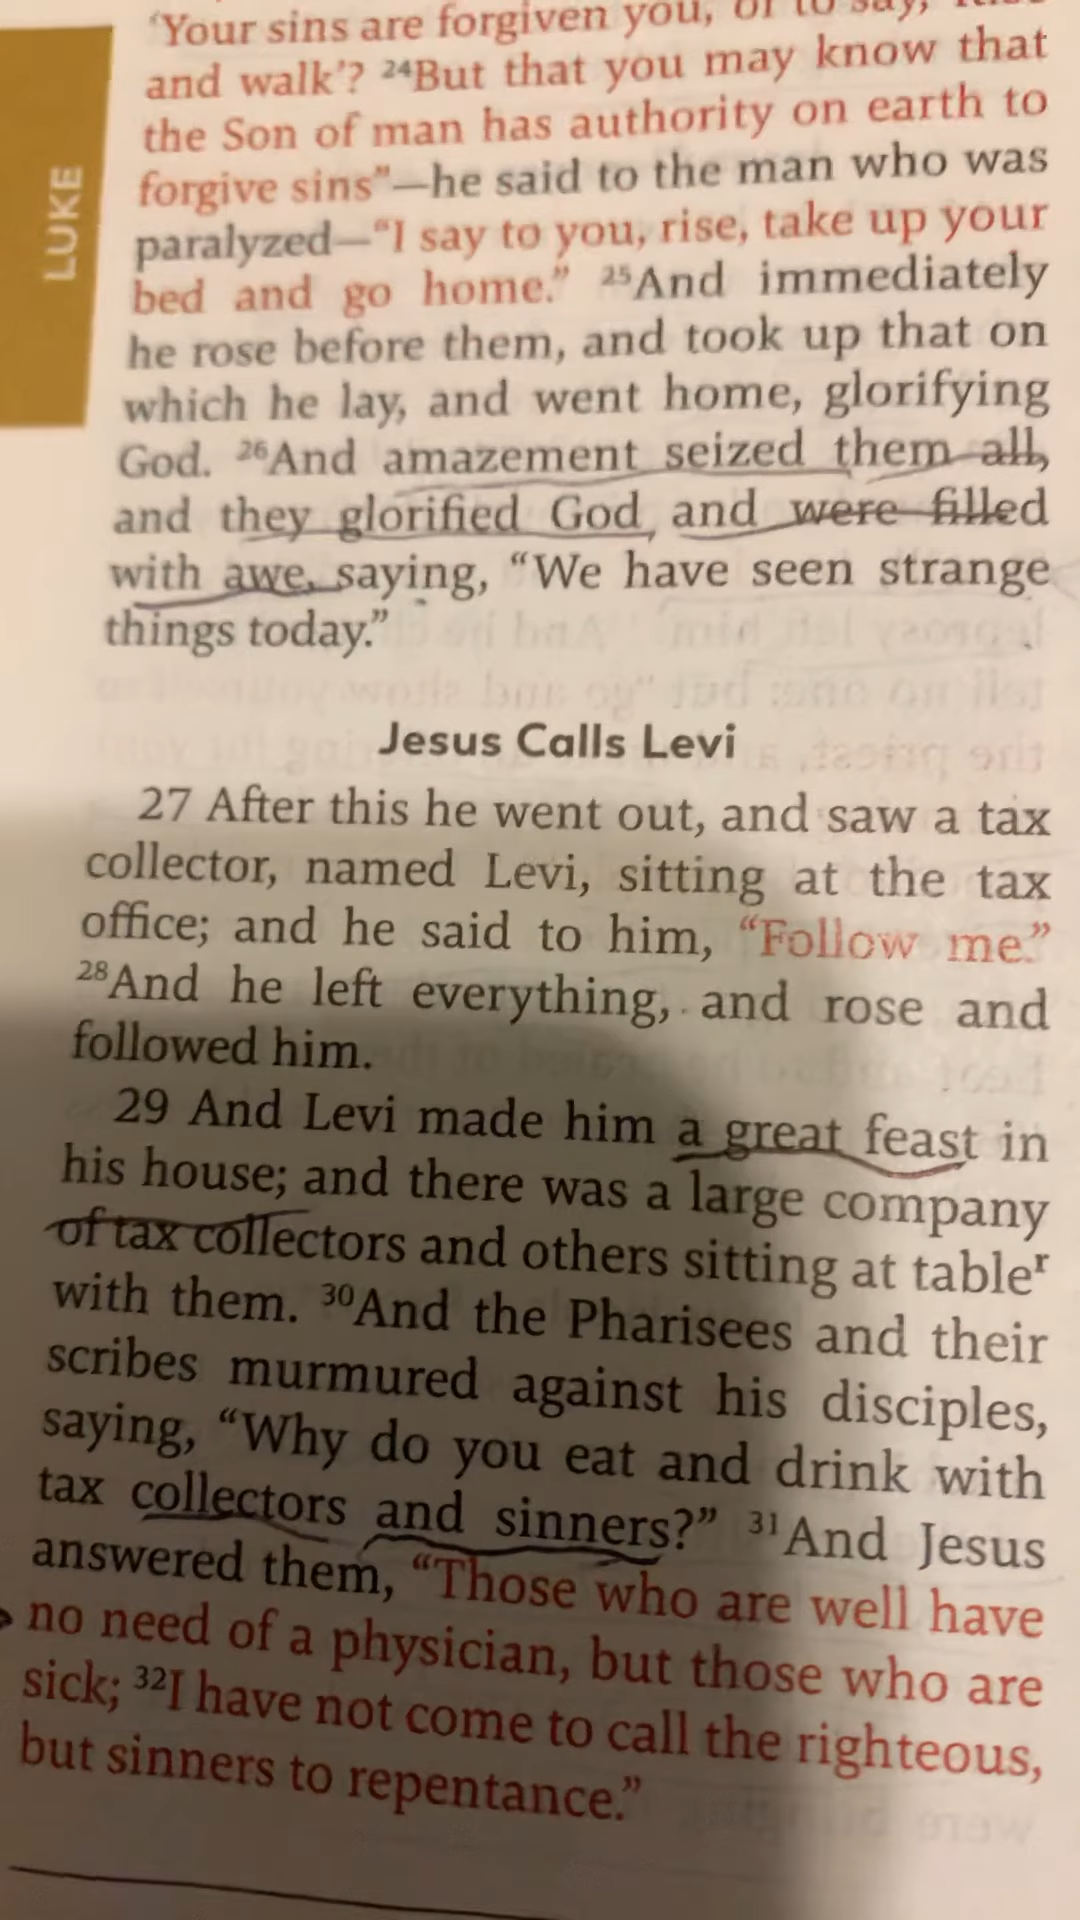 LUKE
'Your sins are forgiven you,' or to say,
and walk'? 24But that you may know that
the Son of man has authority on earth to
forgive sins"—he said to the man who was
paralyzed—"I say to you, rise, take up your
bed and go home." 25And immediately
he rose before them, and took up that on
which he lay, and went home, glorifying
God. 26And amazement seized them all,
and they glorified God and were filled
with awe, saying, "We have seen strange
things today."
Jesus Calls Levi
27 After this he went out, and saw a tax
collector, named Levi, sitting at the tax
office; and he said to him, "Follow me."
28And he left everything, and rose and
followed him.
29 And Levi made him a great feast in
his house; and there was a large company
of tax collectors and others sitting at tabler
with them. 30And the Pharisees and their
scribes murmured against his disciples,
saying, "Why do you eat and drink with
tax collectors and sinners?" 31And Jesus
answered them, "Those who are well have
no need of a physician, but those who are
sick; 32I have not come to call the righteous,
but sinners to repentance."